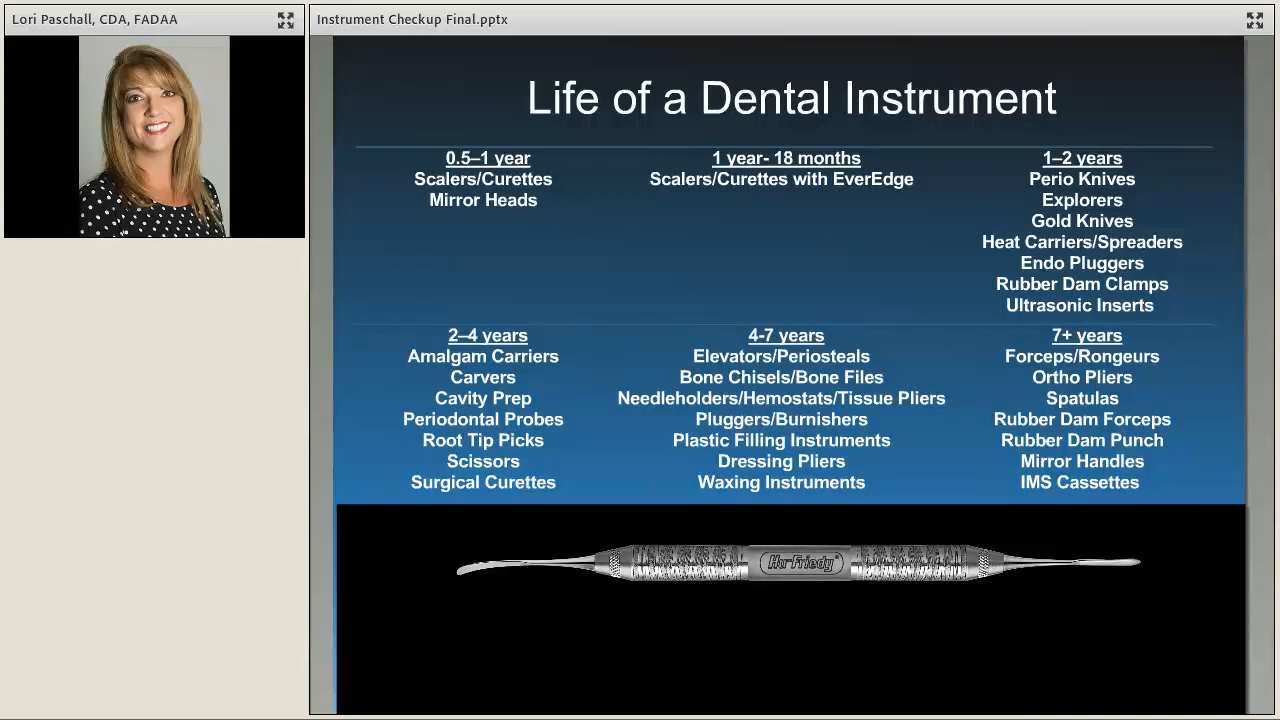 Lori Paschall, CDA, FADAA
Instrument Checkup Final.pptx
Life of a Dental Instrument
0.5–1 year
Scalers/Curettes
Mirror Heads
1 year- 18 months
Scalers/Curettes with EverEdge
1–2 years
Perio Knives
Explorers
Gold Knives
Heat Carriers/Spreaders
Endo Pluggers
Rubber Dam Clamps
Ultrasonic Inserts
2–4 years
Amalgam Carriers
Carvers
Cavity Prep
Periodontal Probes
Root Tip Picks
Scissors
Surgical Curettes
4-7 years
Elevators/Periosteals
Bone Chisels/Bone Files
Needleholders/Hemostats/Tissue Pliers
Pluggers/Burnishers
Plastic Filling Instruments
Dressing Pliers
Waxing Instruments
7+ years
Forceps/Rongeurs
Ortho Pliers
Spatulas
Rubber Dam Forceps
Rubber Dam Punch
Mirror Handles
IMS Cassettes
Hu-Friedy